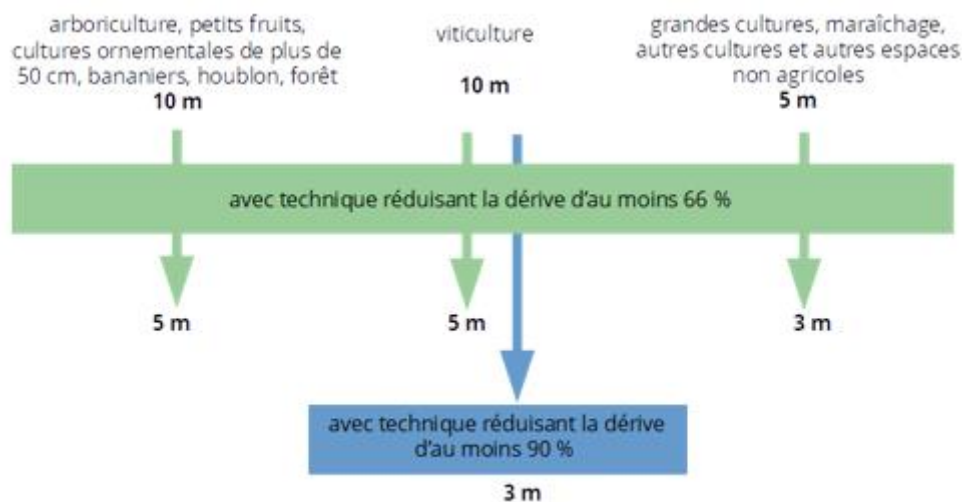 arboriculture, petits fruits,
cultures ornementales de plus de
50 cm, bananiers, houblon, forêt
10 m
viticulture
10 m
grandes cultures, maraîchage,
autres cultures et autres espaces
non agricoles
5 m
avec technique réduisant la dérive d'au moins 66 %
5 m
5 m
3 m
avec technique réduisant la dérive
d'au moins 90 %
3 m